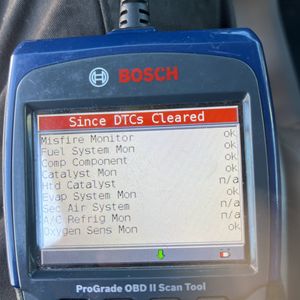 BOSCH
Since DTCs Cleared
Misfire Monitor ok
Fuel System Mon ok
Comp Component ok
Catalyst Mon ok
Htd Catalyst n/a
Evap System Mon ok
Sec Air System n/a
A/C Refrig Mon n/a
Oxygen Sens Mon ok
ProGrade OBD II Scan Tool